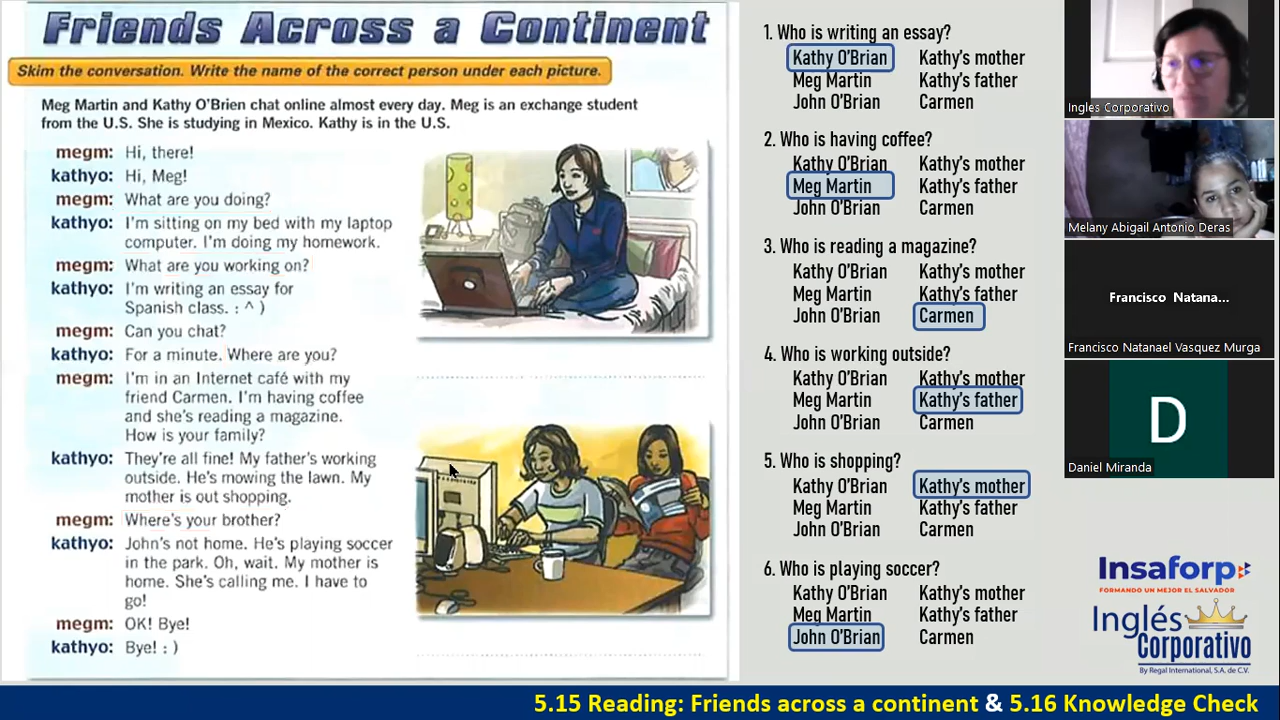 Friends Across a Continent
Skim the conversation. Write the name of the correct person under each picture.
Meg Martin and Kathy O'Brien chat online almost every day. Meg is an exchange student
from the U.S. She is studying in Mexico. Kathy is in the U.S.
megm: Hi, there!
kathyo: Hi, Meg!
megm: What are you doing?
kathyo: I'm sitting on my bed with my laptop
computer. I'm doing my homework.
megm: What are you working on?
kathyo: I'm writing an essay for
Spanish class. : ^ )
megm: Can you chat?
kathyo: For a minute. Where are you?
megm: I'm in an Internet café with my
friend Carmen. I'm having coffee
and she's reading a magazine.
How is your family?
kathyo: They're all fine! My father's working
outside. He's mowing the lawn. My
mother is out shopping.
megm: Where's your brother?
kathyo: John's not home. He's playing soccer
in the park. Oh, wait. My mother is
home. She's calling me. I have to
go!
megm: OK! Bye!
kathyo: Bye! : )
1. Who is writing an essay?
Kathy O'Brian Kathy's mother
Meg Martin Kathy's father
John O'Brian Carmen
2. Who is having coffee?
Kathy O'Brian Kathy's mother
Meg Martin Kathy's father
John O'Brian Carmen
3. Who is reading a magazine?
Kathy O'Brian Kathy's mother
Meg Martin Kathy's father
John O'Brian Carmen
4. Who is working outside?
Kathy O'Brian Kathy's mother
Meg Martin Kathy's father
John O'Brian Carmen
5. Who is shopping?
Kathy O'Brian Kathy's mother
Meg Martin Kathy's father
John O'Brian Carmen
6. Who is playing soccer?
Kathy O'Brian Kathy's mother
Meg Martin Kathy's father
John O'Brian Carmen
Ingles Corporativo
Melany Abigail Antonio Deras
Francisco Natana...
Francisco Natanael Vasquez Murga
D
Daniel Miranda
Insaforp
FORMANDO UN MEJOR EL SALVADOR
Inglés
Corporativo
By Regal International, S.A. de C.V.
5.15 Reading: Friends across a continent & 5.16 Knowledge Check